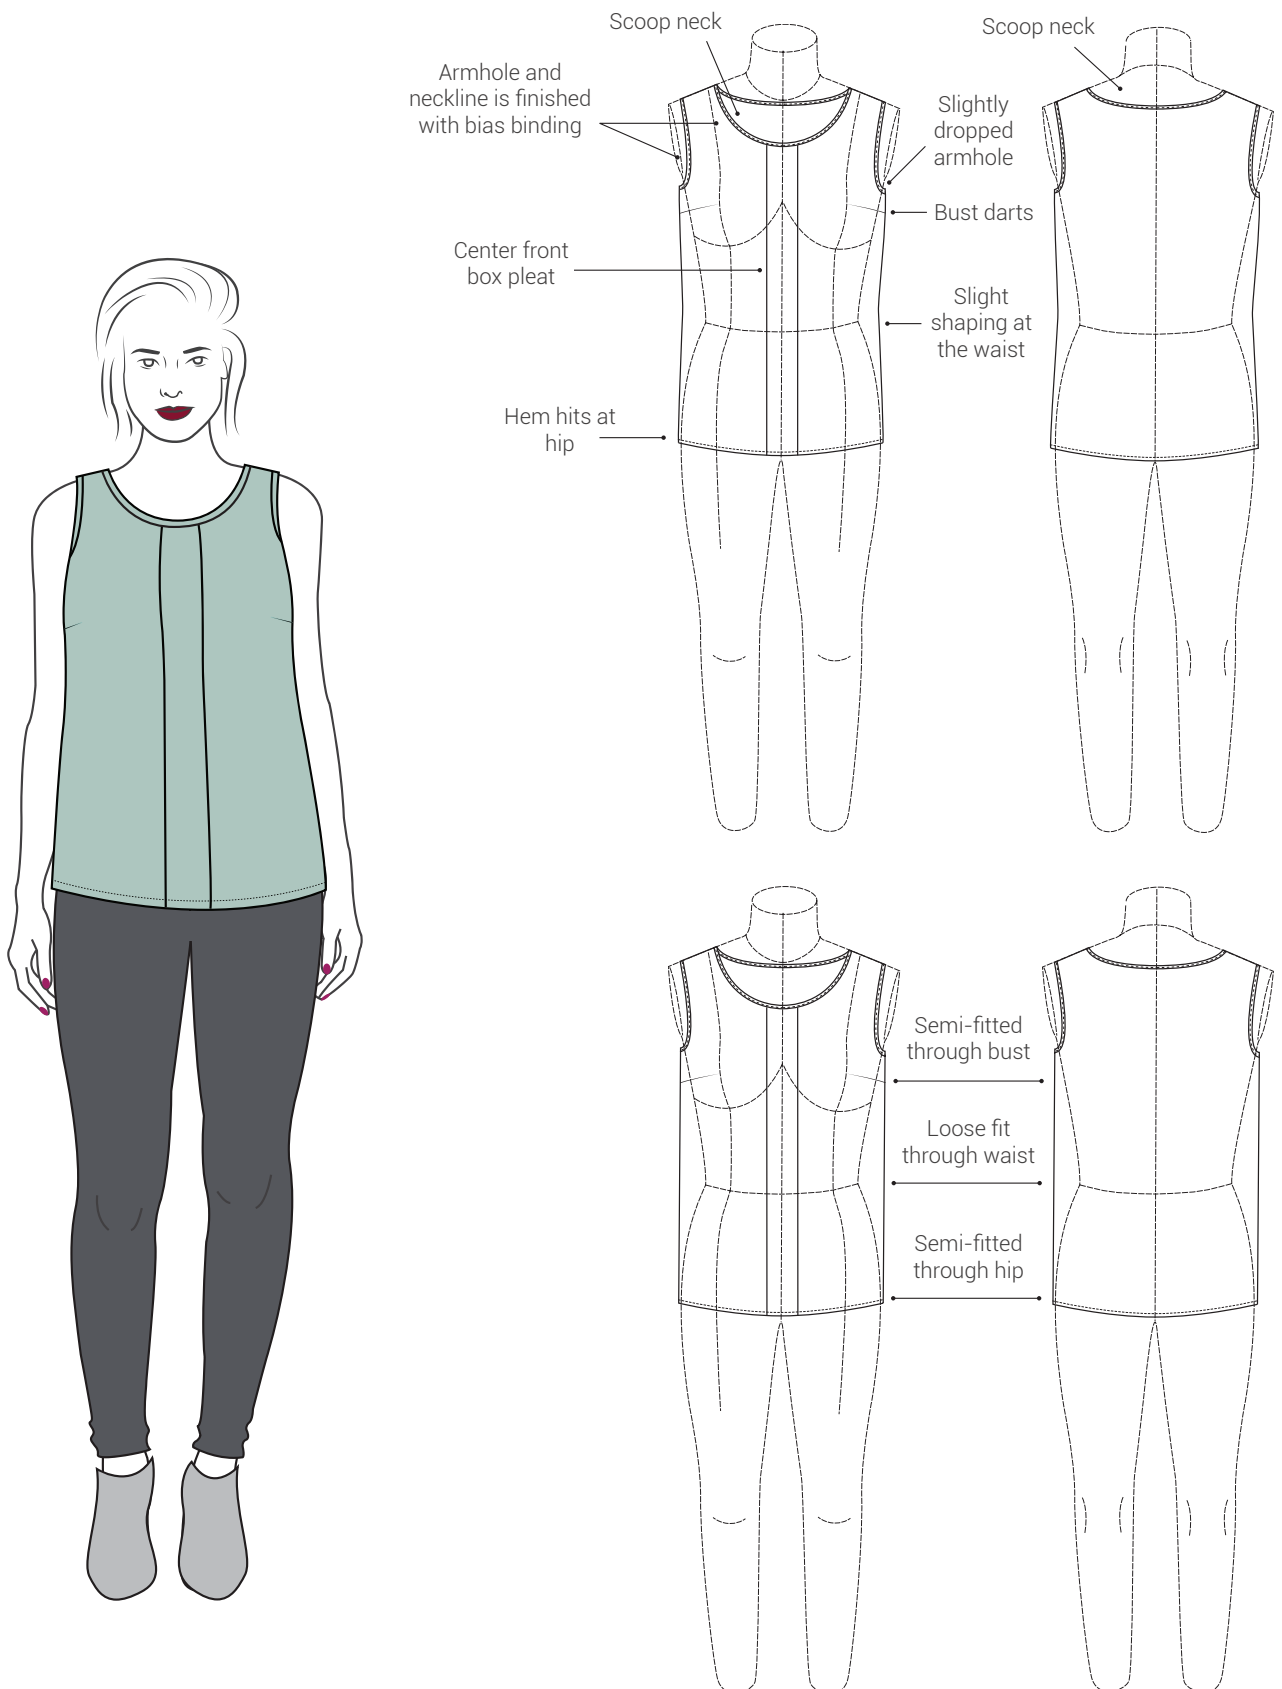 Scoop neck
Scoop neck
Armhole and
neckline is finished
with bias binding
Slightly
dropped
armhole
Bust darts
Center front
box pleat
Slight
shaping at
the waist
Hem hits at
hip
Semi-fitted
through bust
Loose fit
through waist
Semi-fitted
through hip